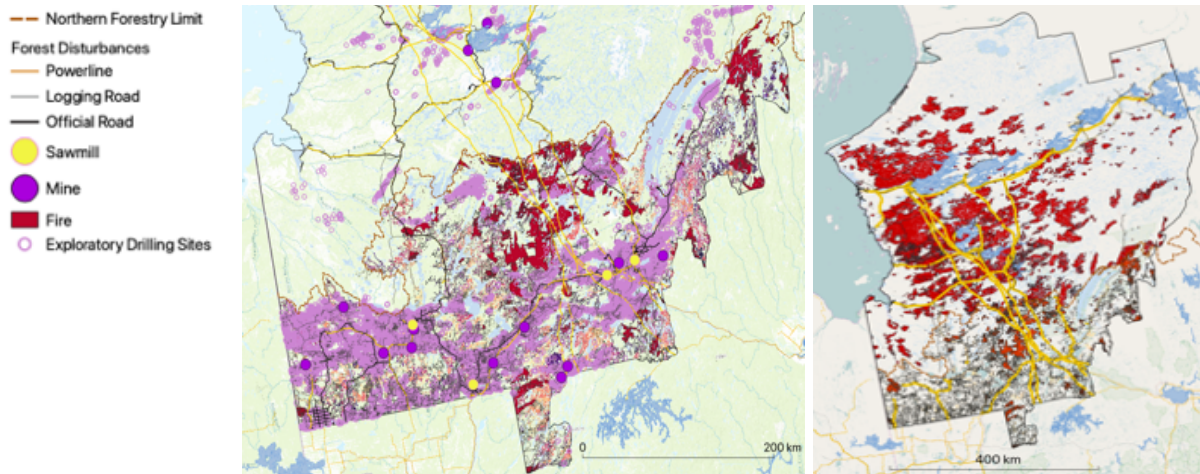 Northern Forestry Limit
Forest Disturbances
Powerline
Logging Road
Official Road
Sawmill
Mine
Fire
Exploratory Drilling Sites
0 200 km
400 km